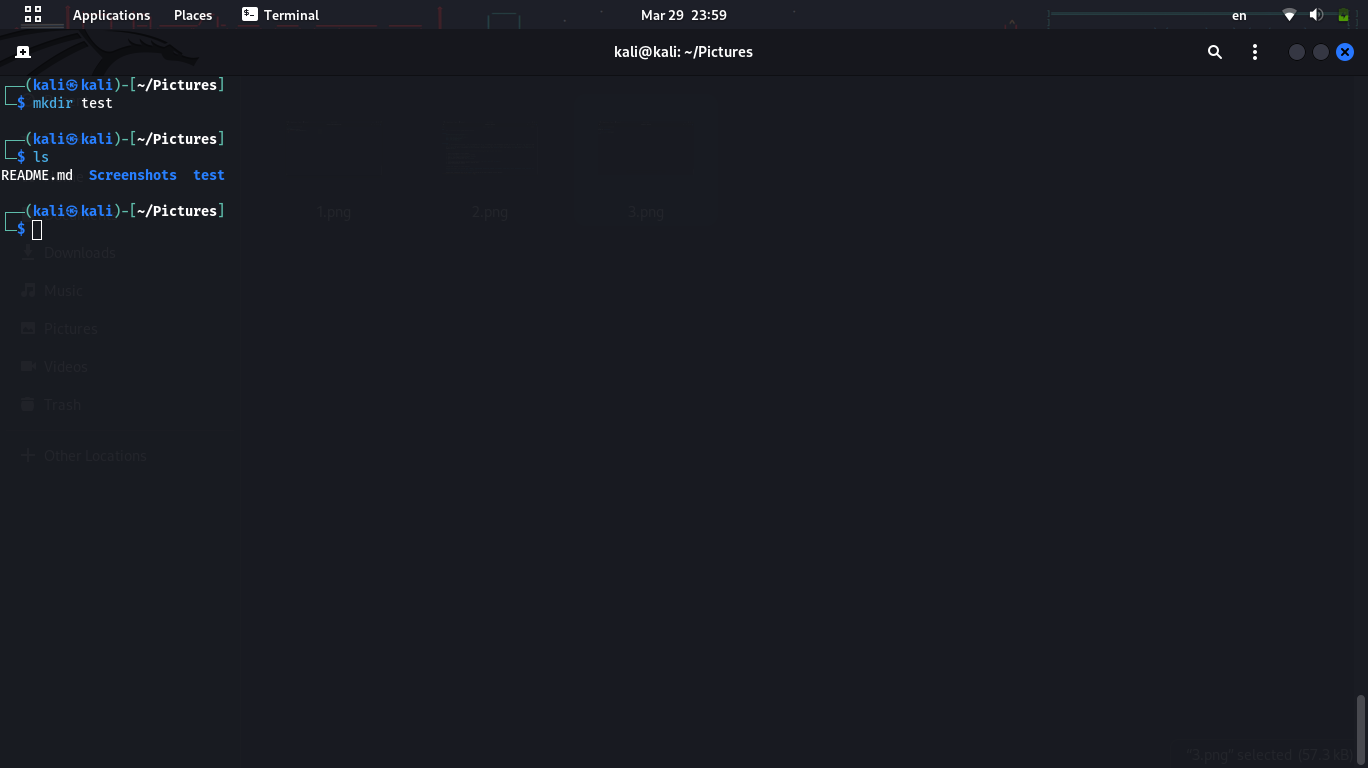 Applications Places Terminal Mar 29 23:59 en
kali@kali: ~/Pictures
┌──(kali㉿kali)-[~/Pictures]
└─$ mkdir test
┌──(kali㉿kali)-[~/Pictures]
└─$ ls
README.md Screenshots test
┌──(kali㉿kali)-[~/Pictures]
└─$
1.png 2.png 3.png
Downloads
Music
Pictures
Videos
Trash
Other Locations
"3.png" selected (57.3 kB)